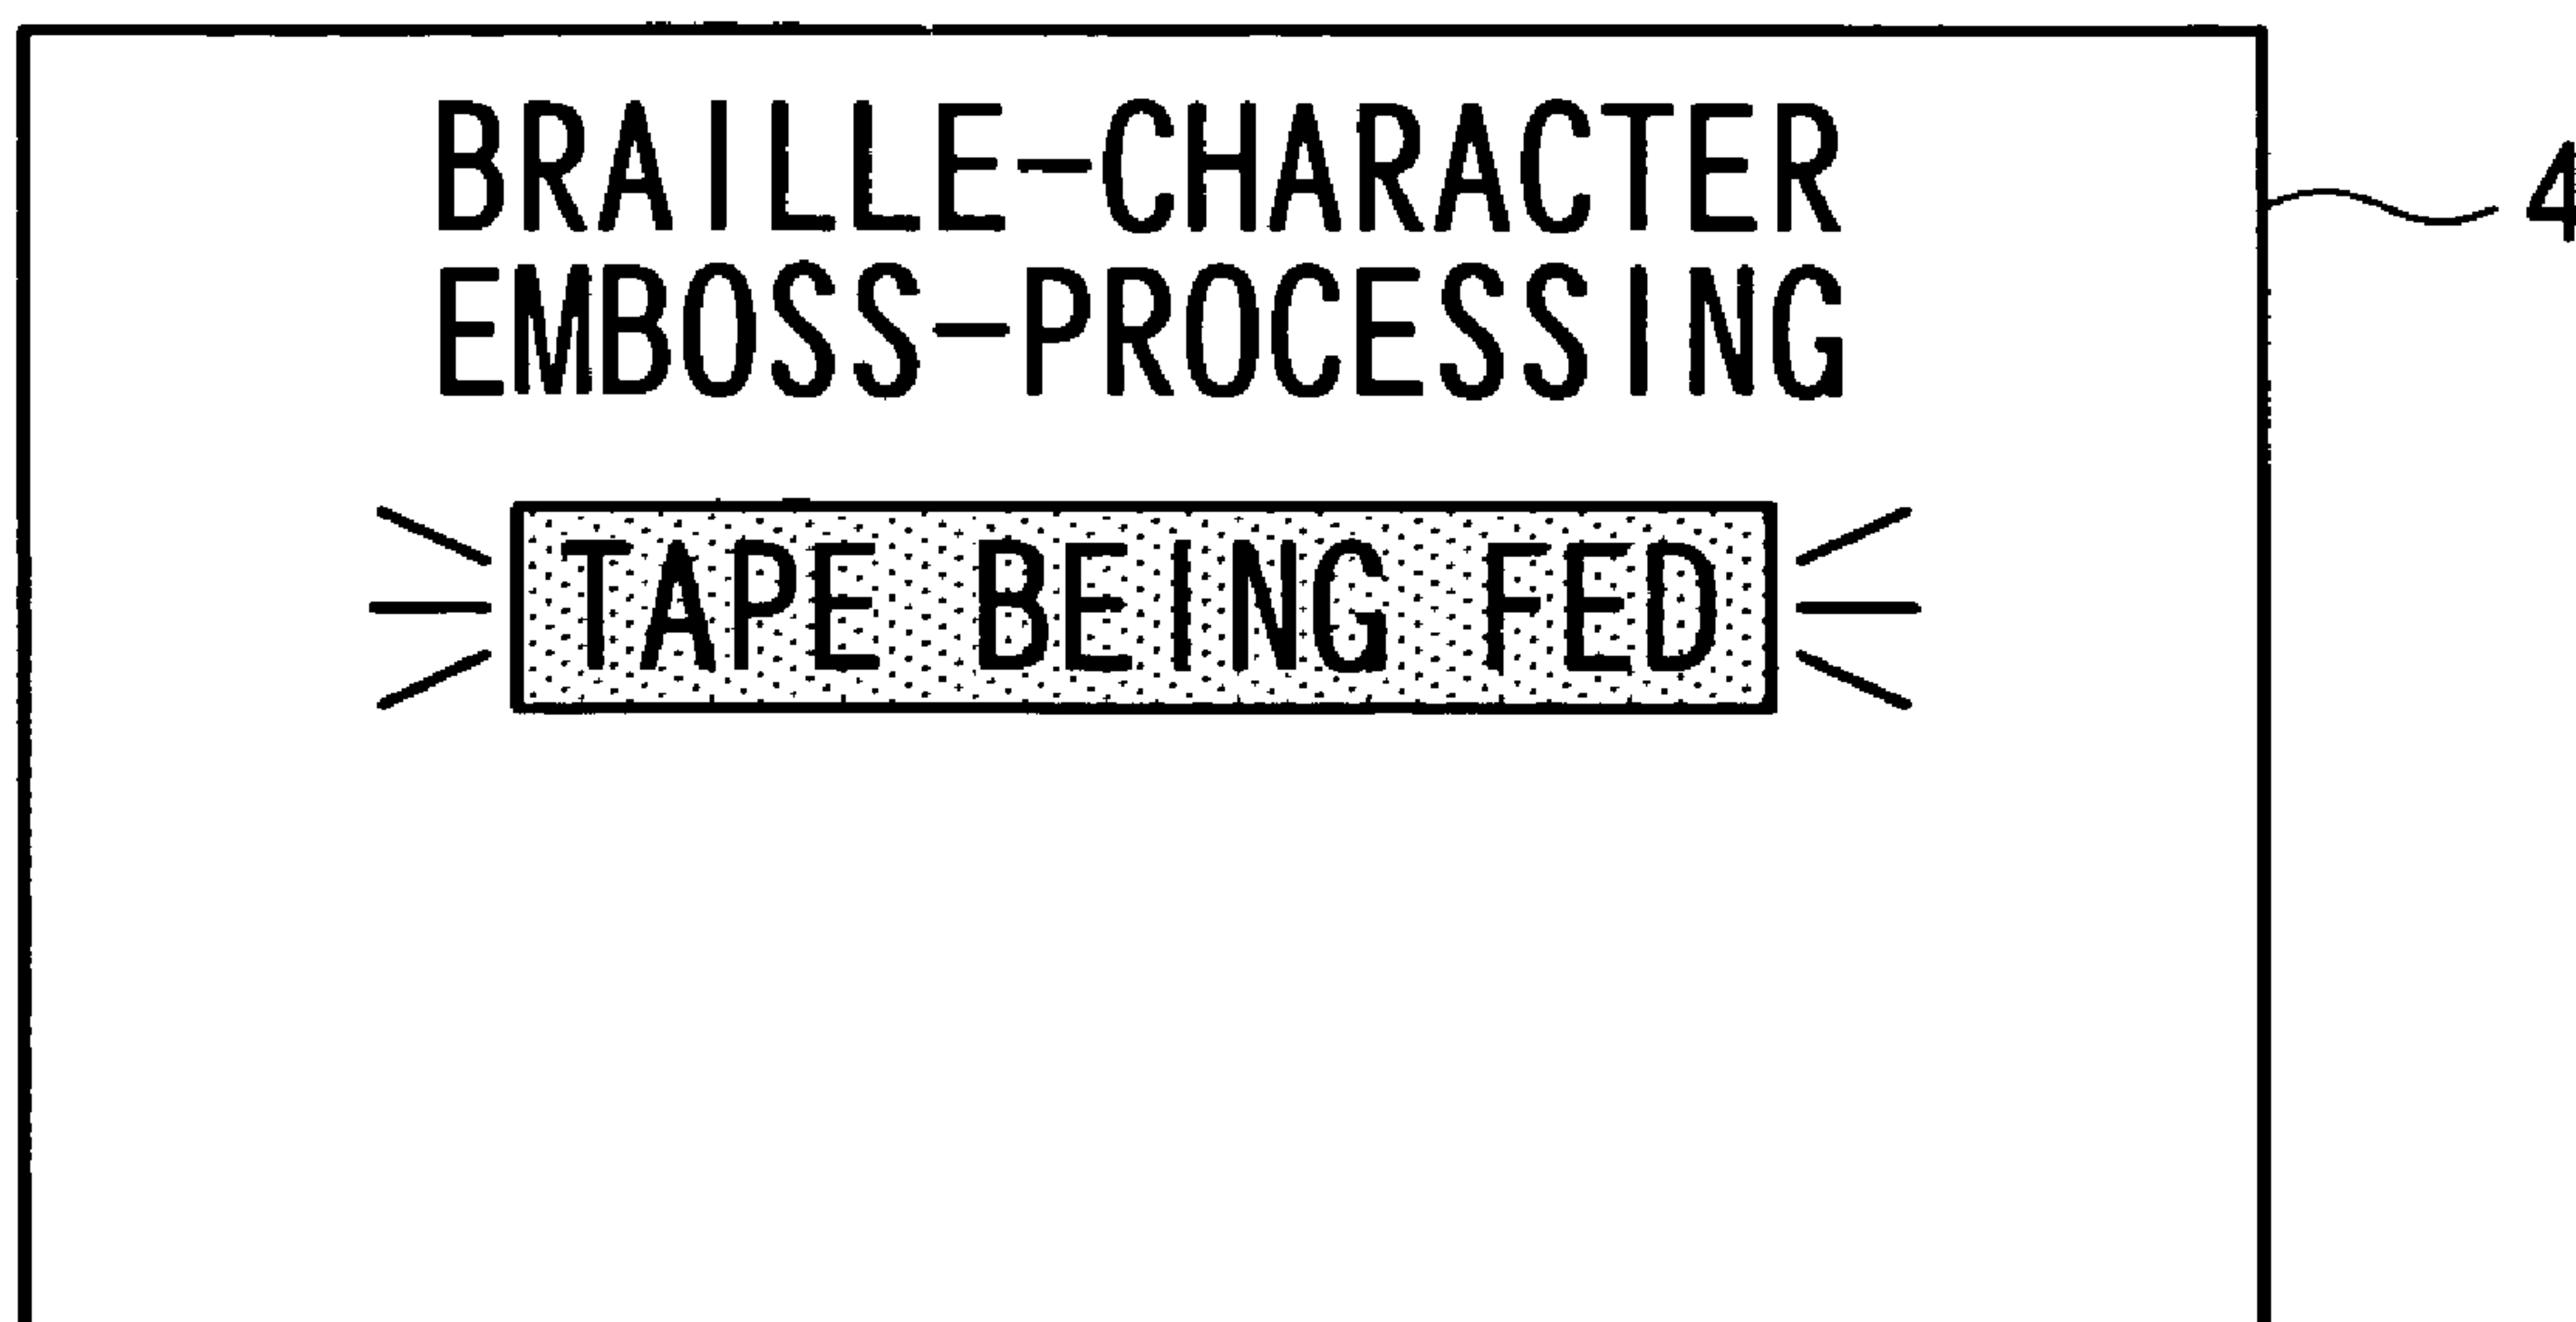 BRAILLE-CHARACTER
EMBOSS-PROCESSING
TAPE BEING FED
4